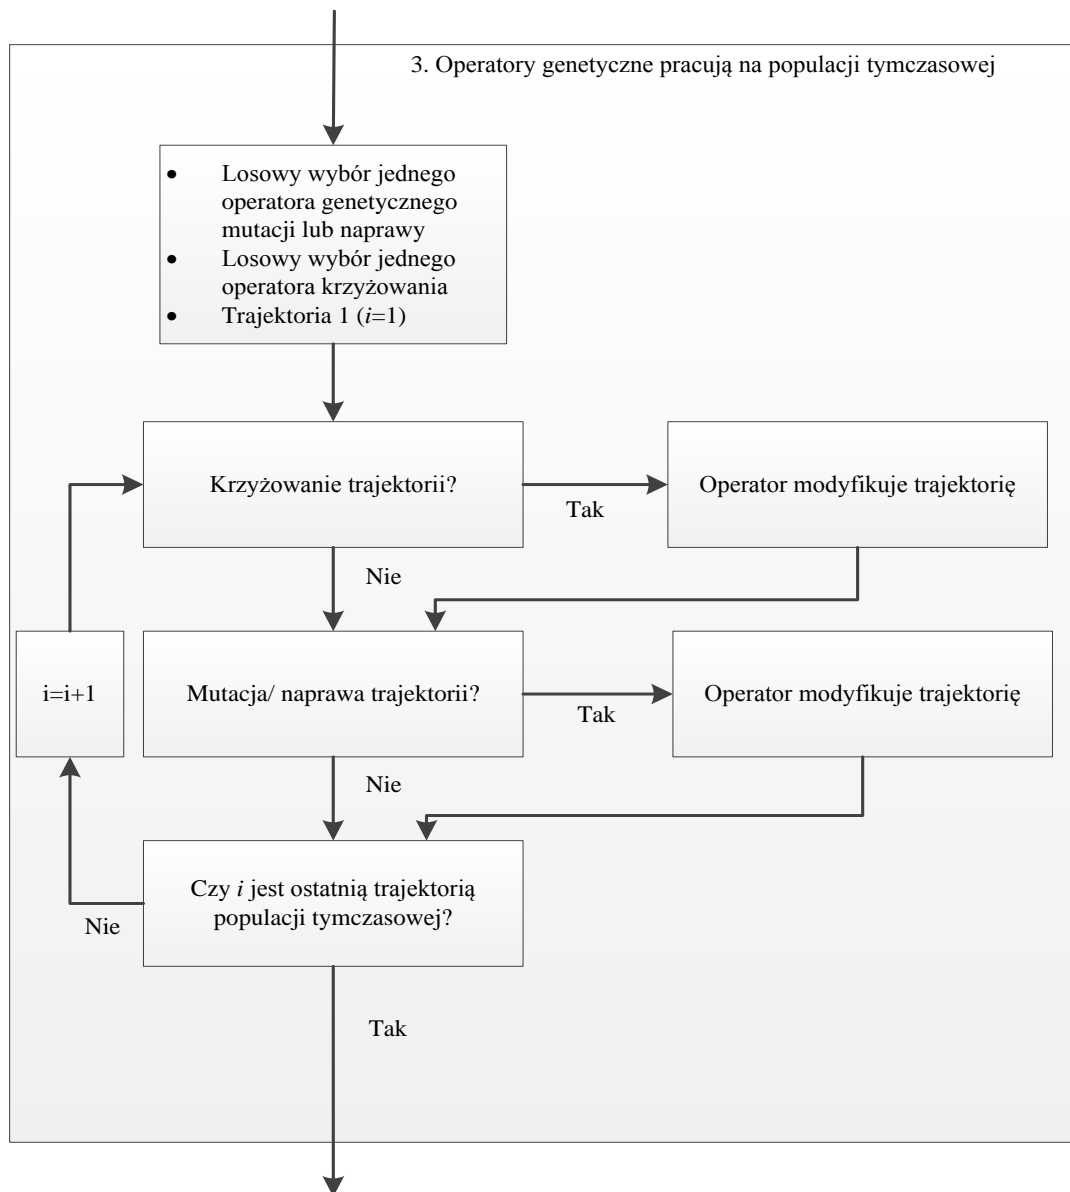 3. Operatory genetyczne pracują na populacji tymczasowej
• Losowy wybór jednego
operatora genetycznego
mutacji lub naprawy
• Losowy wybór jednego
operatora krzyżowania
• Trajektoria 1 (i=1)
Krzyżowanie trajektorii?
Tak
Operator modyfikuje trajektorię
Nie
i=i+1
Mutacja/ naprawa trajektorii?
Tak
Operator modyfikuje trajektorię
Nie
Czy i jest ostatnią trajektorią
populacji tymczasowej?
Nie
Tak